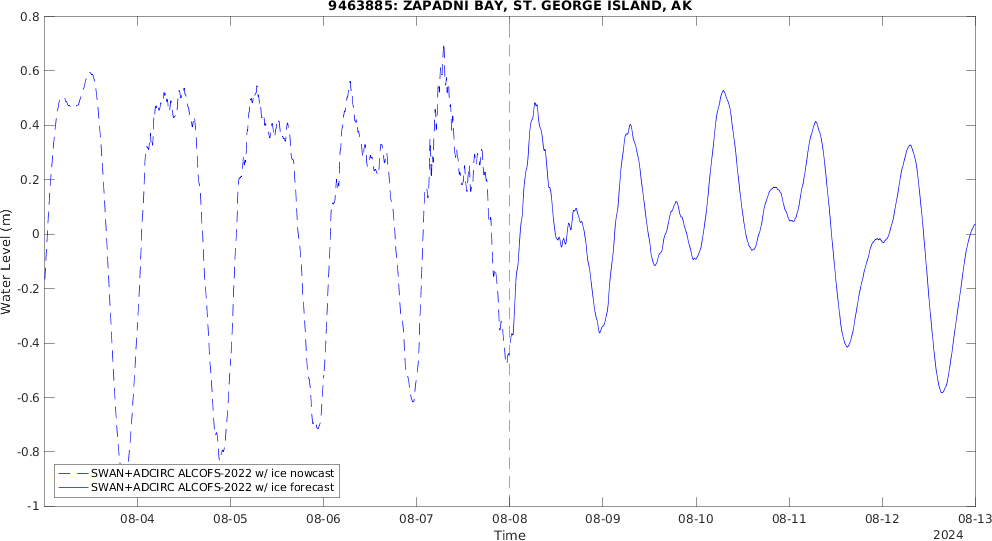 9463885: ZAPADNI BAY, ST. GEORGE ISLAND, AK
0.8
0.6
0.4
0.2
0
-0.2
-0.4
-0.6
-0.8
-1
Water Level (m)
SWAN+ADCIRC ALCOFS-2022 w/ ice nowcast
SWAN+ADCIRC ALCOFS-2022 w/ ice forecast
08-04 08-05 08-06 08-07 08-08 08-09 08-10 08-11 08-12 08-13
Time
2024